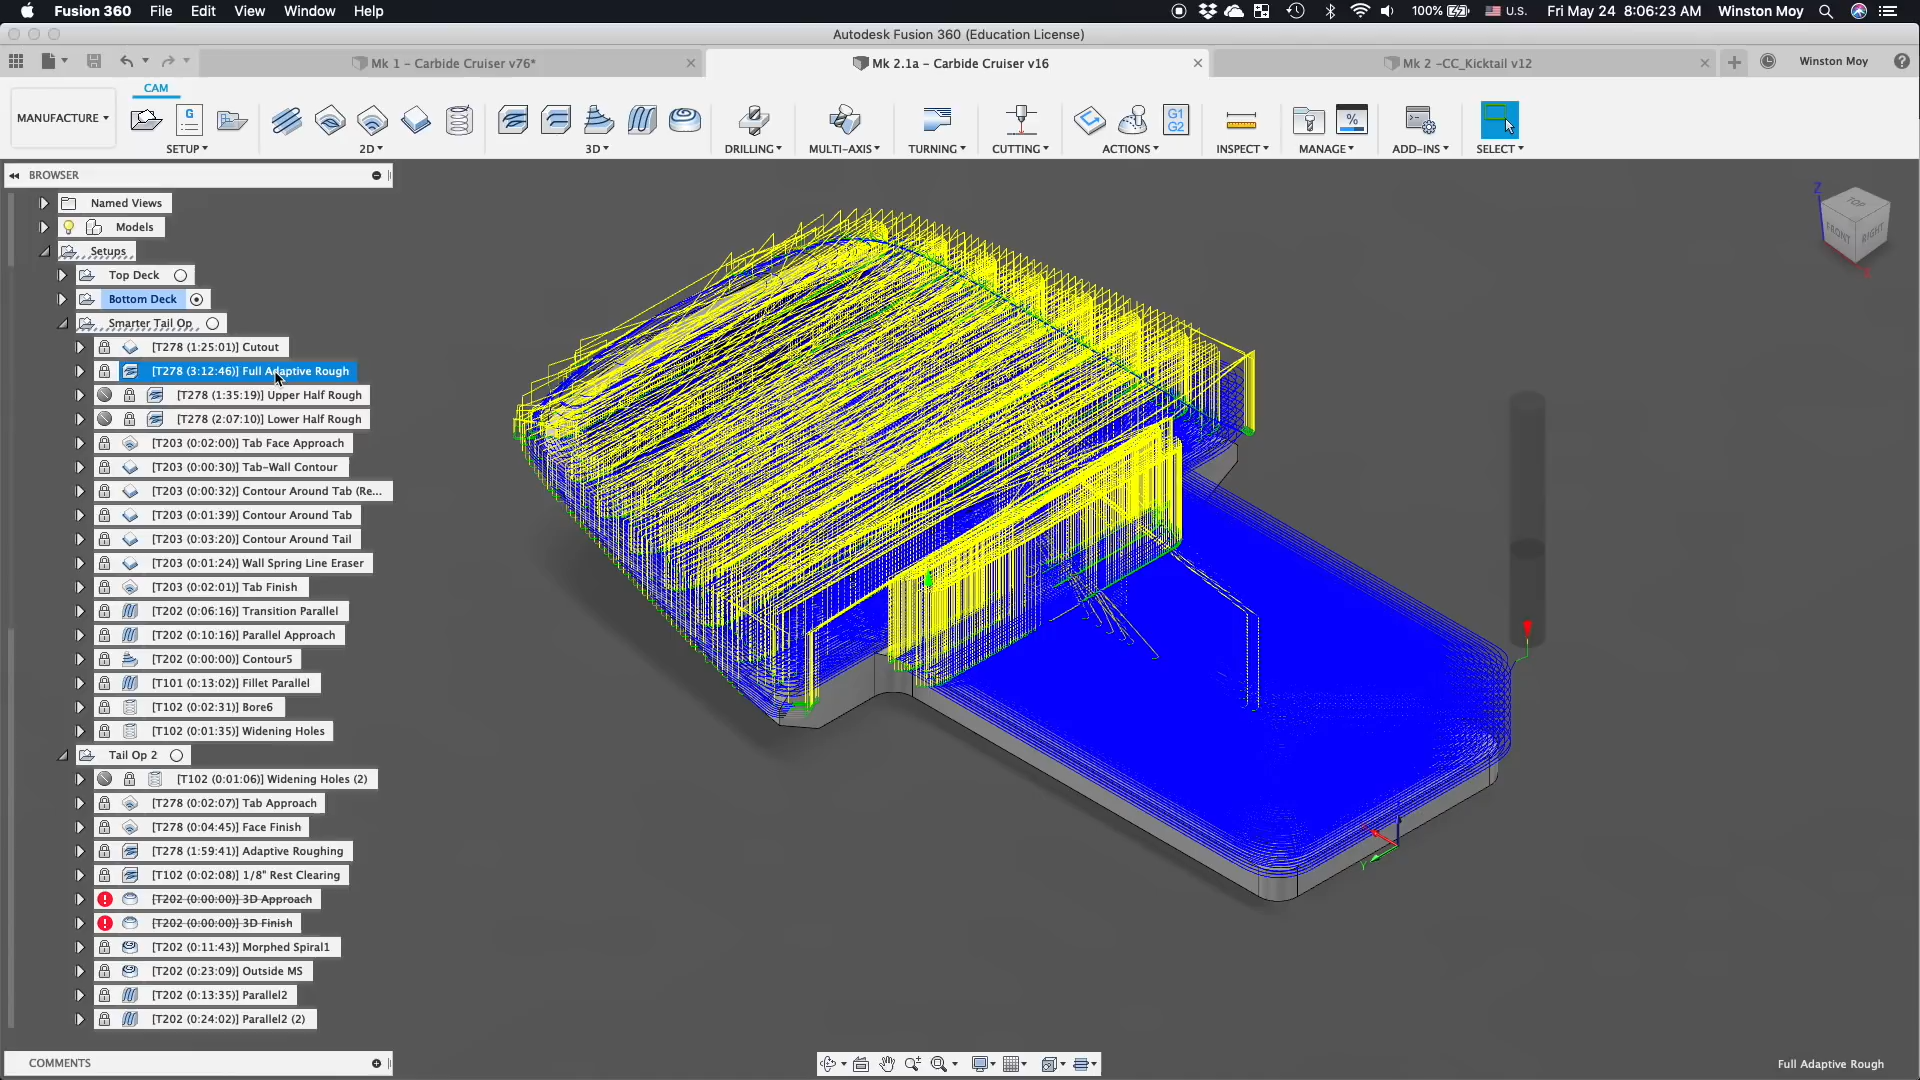 Fusion 360 File Edit View Window Help
100% U.S. Fri May 24 8:06:23 AM Winston Moy
Autodesk Fusion 360 (Education License)
Mk 1 – Carbide Cruiser v76*
Mk 2.1a – Carbide Cruiser v16
Mk 2 -CC_Kicktail v12
Winston Moy
CAM
MANUFACTURE
G
G1
G2
%
SETUP
2D
3D
DRILLING
MULTI-AXIS
TURNING
CUTTING
ACTIONS
INSPECT
MANAGE
ADD-INS
SELECT
BROWSER
Named Views
Models
Setups
Top Deck
Bottom Deck
Smarter Tail Op
[T278 (1:25:01)] Cutout
[T278 (3:12:46)] Full Adaptive Rough
[T278 (1:35:19)] Upper Half Rough
[T278 (2:07:10)] Lower Half Rough
[T203 (0:02:00)] Tab Face Approach
[T203 (0:00:30)] Tab-Wall Contour
[T203 (0:00:32)] Contour Around Tab (Re...
[T203 (0:01:39)] Contour Around Tab
[T203 (0:03:20)] Contour Around Tail
[T203 (0:01:24)] Wall Spring Line Eraser
[T203 (0:02:01)] Tab Finish
[T202 (0:06:16)] Transition Parallel
[T202 (0:10:16)] Parallel Approach
[T202 (0:00:00)] Contour5
[T101 (0:13:02)] Fillet Parallel
[T102 (0:02:31)] Bore6
[T102 (0:01:35)] Widening Holes
Tail Op 2
[T102 (0:01:06)] Widening Holes (2)
[T278 (0:02:07)] Tab Approach
[T278 (0:04:45)] Face Finish
[T278 (1:59:41)] Adaptive Roughing
[T102 (0:02:08)] 1/8" Rest Clearing
[T202 (0:00:00)] 3D Approach
[T202 (0:00:00)] 3D Finish
[T202 (0:11:43)] Morphed Spiral1
[T202 (0:23:09)] Outside MS
[T202 (0:13:35)] Parallel2
[T202 (0:24:02)] Parallel2 (2)
COMMENTS
Z
TOP
FRONT
RIGHT
X
Y
Full Adaptive Rough